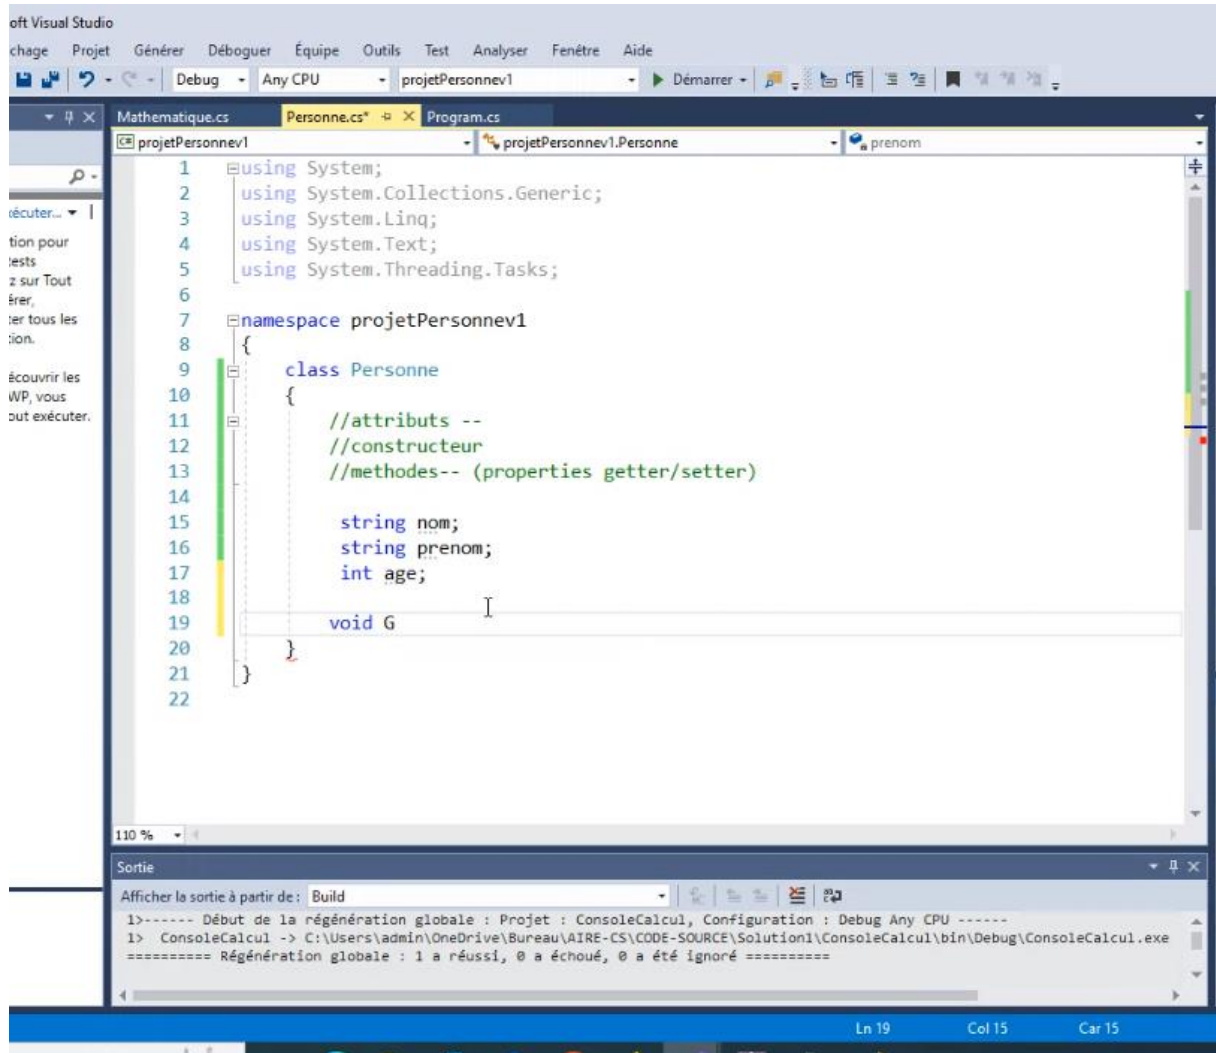 oft Visual Studio
chage Projet Générer Déboguer Équipe Outils Test Analyser Fenêtre Aide
Debug Any CPU projetPersonnev1 Démarrer
Mathematique.cs Personne.cs* Program.cs
C# projetPersonnev1 projetPersonnev1.Personne prenom
1 using System;
2 using System.Collections.Generic;
3 using System.Linq;
4 using System.Text;
5 using System.Threading.Tasks;
6
7 namespace projetPersonnev1
8 {
9 class Personne
10 {
11 //attributs --
12 //constructeur
13 //methodes-- (properties getter/setter)
14
15 string nom;
16 string prenom;
17 int age;
18
19 void G
20 }
21 }
22
écuter...
tion pour
tests
z sur Tout
érer,
ter tous les
tion.
écouvrir les
WP, vous
out exécuter.
110 %
Sortie
Afficher la sortie à partir de : Build
1>------ Début de la régénération globale : Projet : ConsoleCalcul, Configuration : Debug Any CPU ------
1> ConsoleCalcul -> C:\Users\admin\OneDrive\Bureau\AIRE-CS\CODE-SOURCE\Solution1\ConsoleCalcul\bin\Debug\ConsoleCalcul.exe
========== Régénération globale : 1 a réussi, 0 a échoué, 0 a été ignoré ==========
Ln 19 Col 15 Car 15